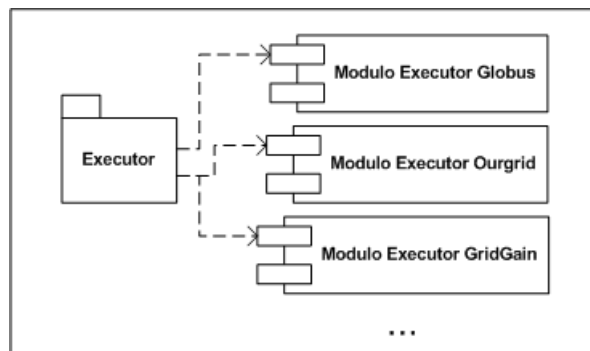 Modulo Executor Globus
Executor
Modulo Executor Ourgrid
Modulo Executor GridGain
...